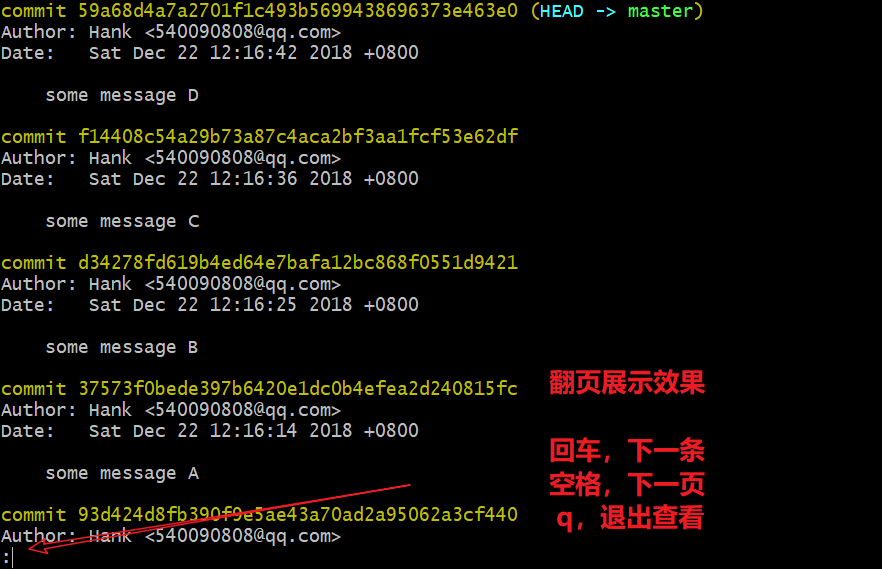 commit 59a68d4a7a2701f1c493b5699438696373e463e0 (HEAD -> master)
Author: Hank <540090808@qq.com>
Date:   Sat Dec 22 12:16:42 2018 +0800
some message D
commit f14408c54a29b73a87c4aca2bf3aa1fcf53e62df
Author: Hank <540090808@qq.com>
Date:   Sat Dec 22 12:16:36 2018 +0800
some message C
commit d34278fd619b4ed64e7bafa12bc868f0551d9421
Author: Hank <540090808@qq.com>
Date:   Sat Dec 22 12:16:25 2018 +0800
some message B
commit 37573f0bede397b6420e1dc0b4efea2d240815fc
Author: Hank <540090808@qq.com>
Date:   Sat Dec 22 12:16:14 2018 +0800
some message A
commit 93d424d8fb390f9e5ae43a70ad2a95062a3cf440
Author: Hank <540090808@qq.com>
:
翻页展示效果
回车，下一条
空格，下一页
q，退出查看